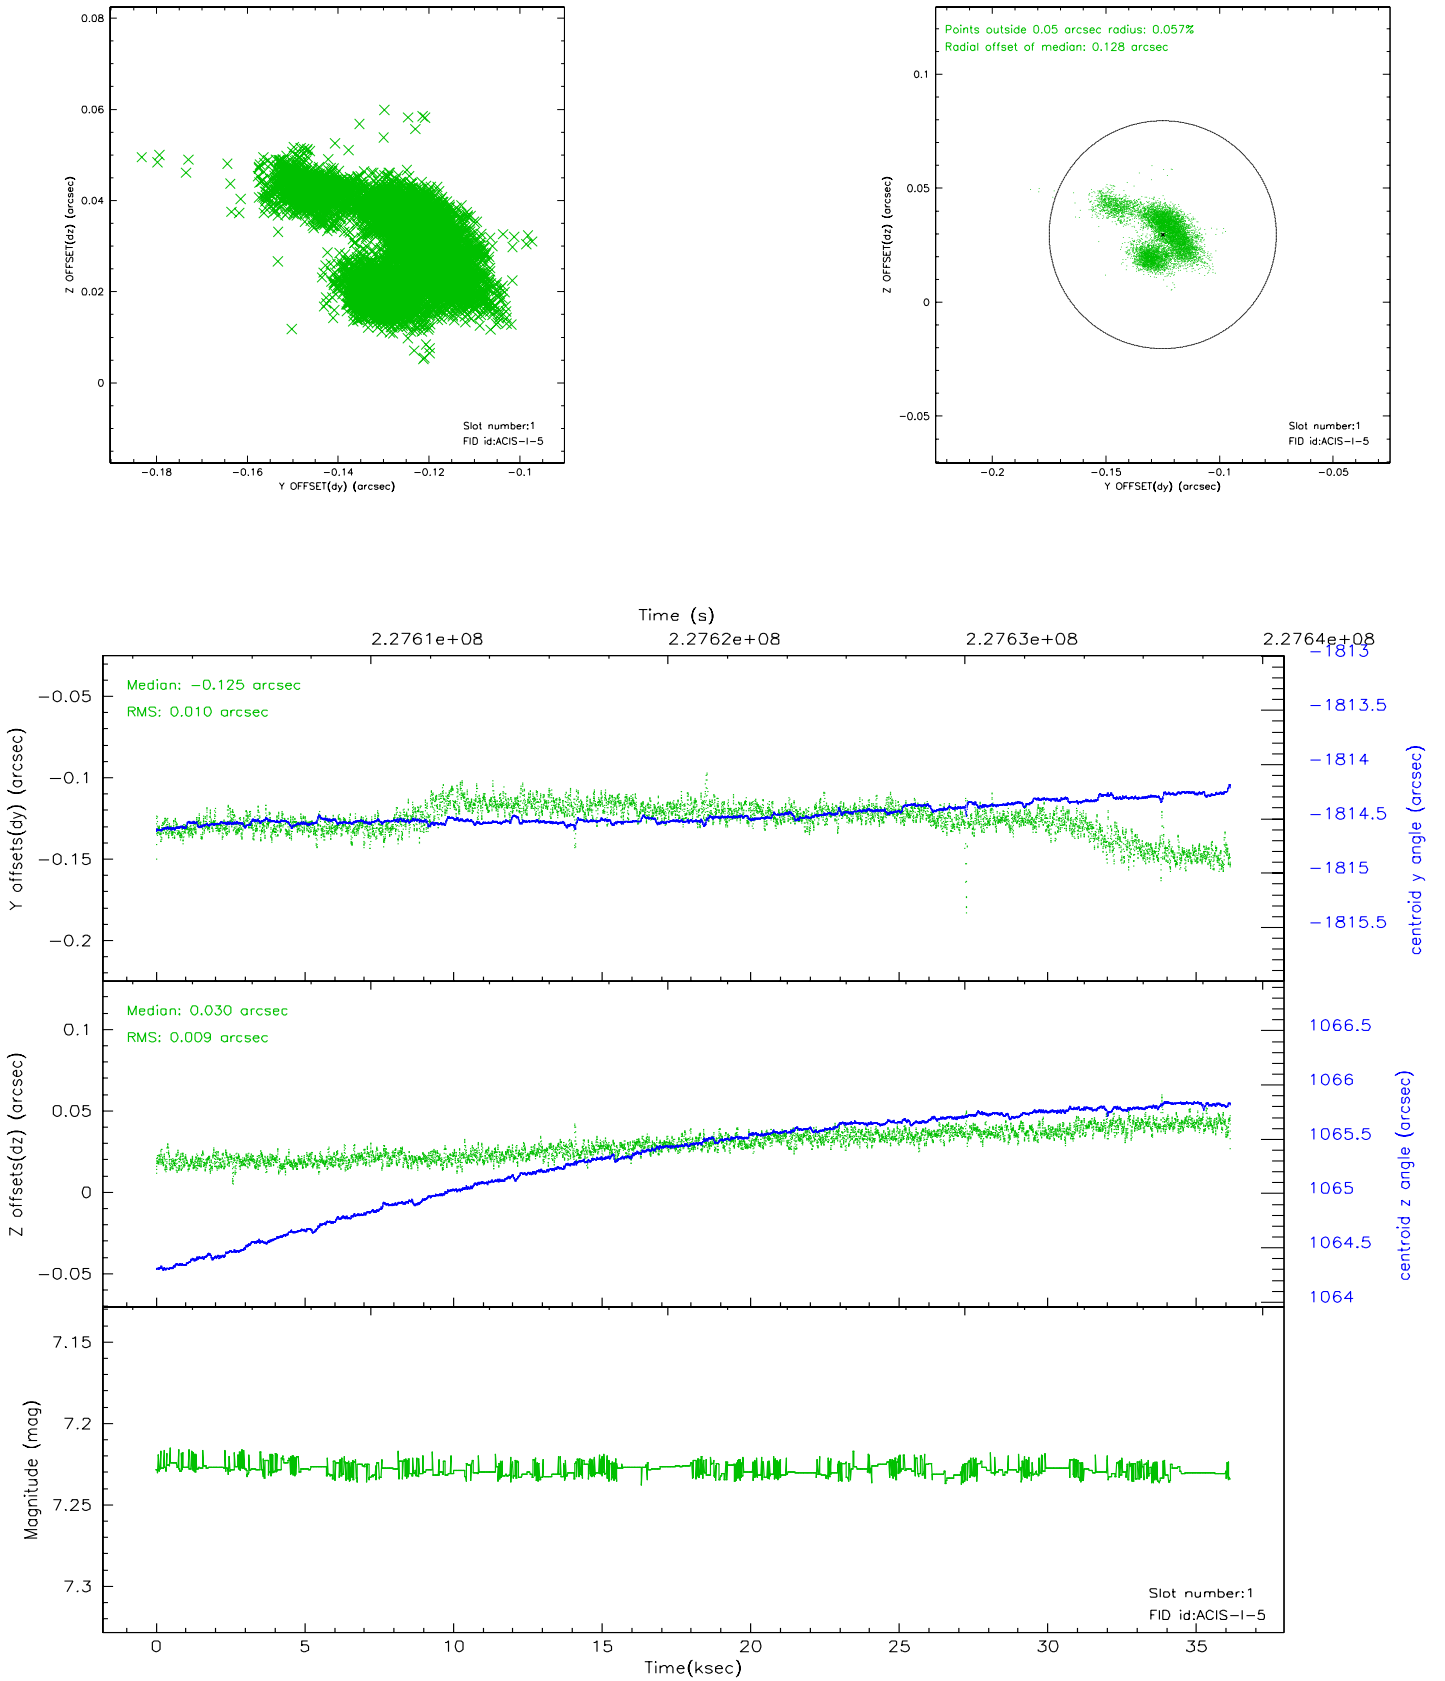 0.08
0.06
0.04
0.02
0
Z OFFSET(dz) (arcsec)
Slot number:1
FID id:ACIS-I-5
-0.18 -0.16 -0.14 -0.12 -0.1
Y OFFSET(dy) (arcsec)
Points outside 0.05 arcsec radius: 0.057%
Radial offset of median: 0.128 arcsec
0.1
0.05
0
-0.05
Z OFFSET(dz) (arcsec)
Slot number:1
FID id:ACIS-I-5
-0.2 -0.15 -0.1 -0.05
Y OFFSET(dy) (arcsec)
Time (s)
2.2761e+08 2.2762e+08 2.2763e+08 2.2764e+08
Median: -0.125 arcsec
RMS: 0.010 arcsec
-0.05
-0.1
-0.15
-0.2
Y offsets(dy) (arcsec)
-1813
-1813.5
-1814
-1814.5
-1815
-1815.5
centroid y angle (arcsec)
Median: 0.030 arcsec
RMS: 0.009 arcsec
0.1
0.05
0
-0.05
Z offsets(dz) (arcsec)
1066.5
1066
1065.5
1065
1064.5
1064
centroid z angle (arcsec)
7.15
7.2
7.25
7.3
Magnitude (mag)
Slot number:1
FID id:ACIS-I-5
0 5 10 15 20 25 30 35
Time(ksec)